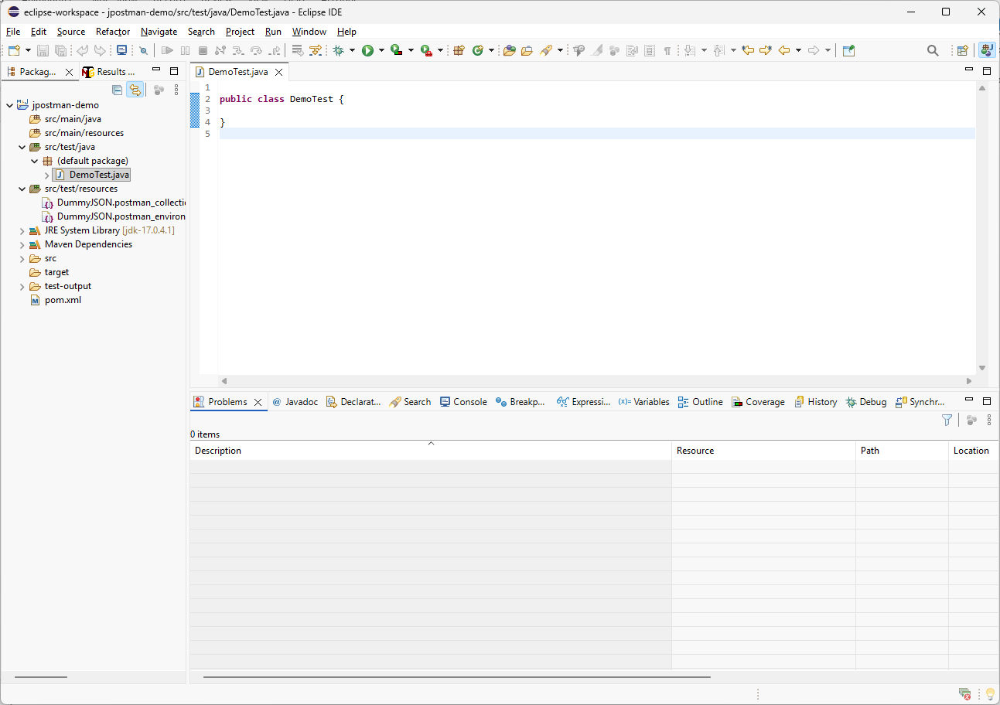 eclipse-workspace - jpostman-demo/src/test/java/DemoTest.java - Eclipse IDE
File Edit Source Refactor Navigate Search Project Run Window Help
Packag... Results ...
jpostman-demo
src/main/java
src/main/resources
src/test/java
(default package)
DemoTest.java
src/test/resources
DummyJSON.postman_collectio
DummyJSON.postman_environ
JRE System Library [jdk-17.0.4.1]
Maven Dependencies
src
target
test-output
pom.xml
DemoTest.java
1
2 public class DemoTest {
3
4 }
5
Problems Javadoc Declarat... Search Console Breakp... Expressi... Variables Outline Coverage History Debug Synchr...
0 items
Description Resource Path Location